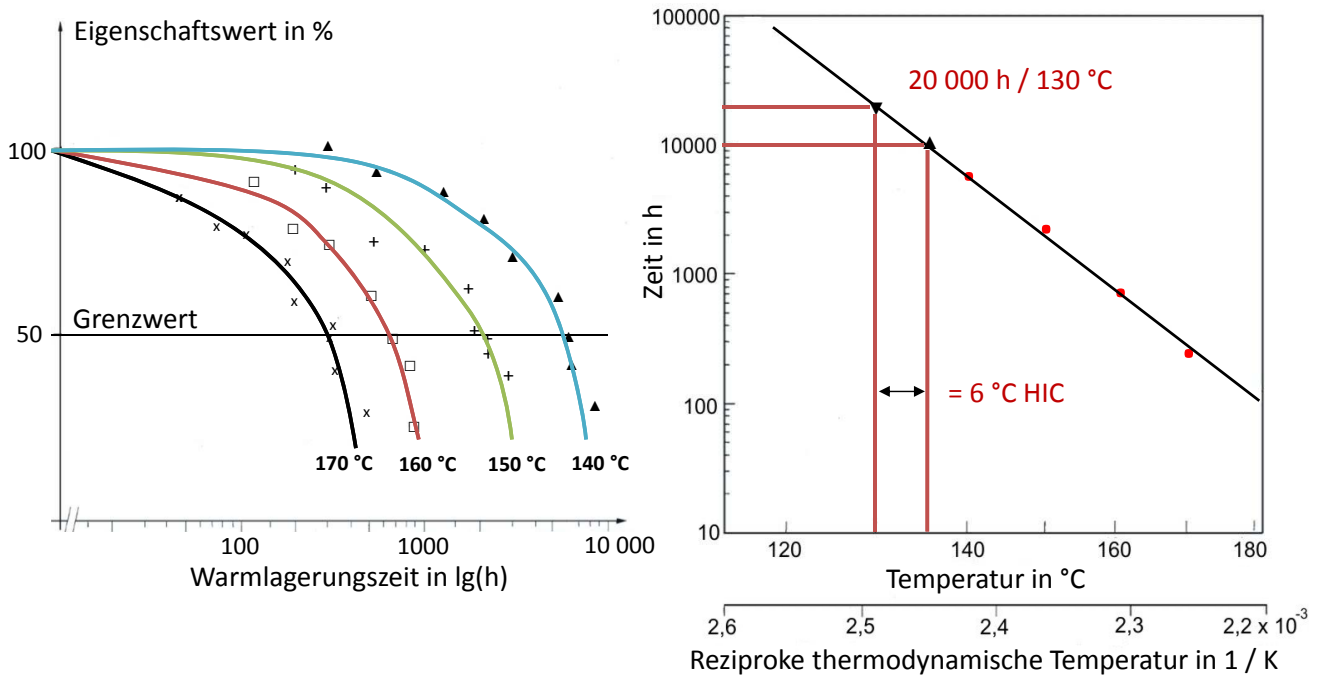 Eigenschaftswert in %
100
50
Grenzwert
170 °C
160 °C
150 °C
140 °C
100
1000
10 000
Warmlagerungszeit in lg(h)
100000
10000
1000
100
10
Zeit in h
20 000 h / 130 °C
= 6 °C HIC
120
140
160
180
Temperatur in °C
2,6
2,5
2,4
2,3
2,2 x 10⁻³
Reziproke thermodynamische Temperatur in 1 / K